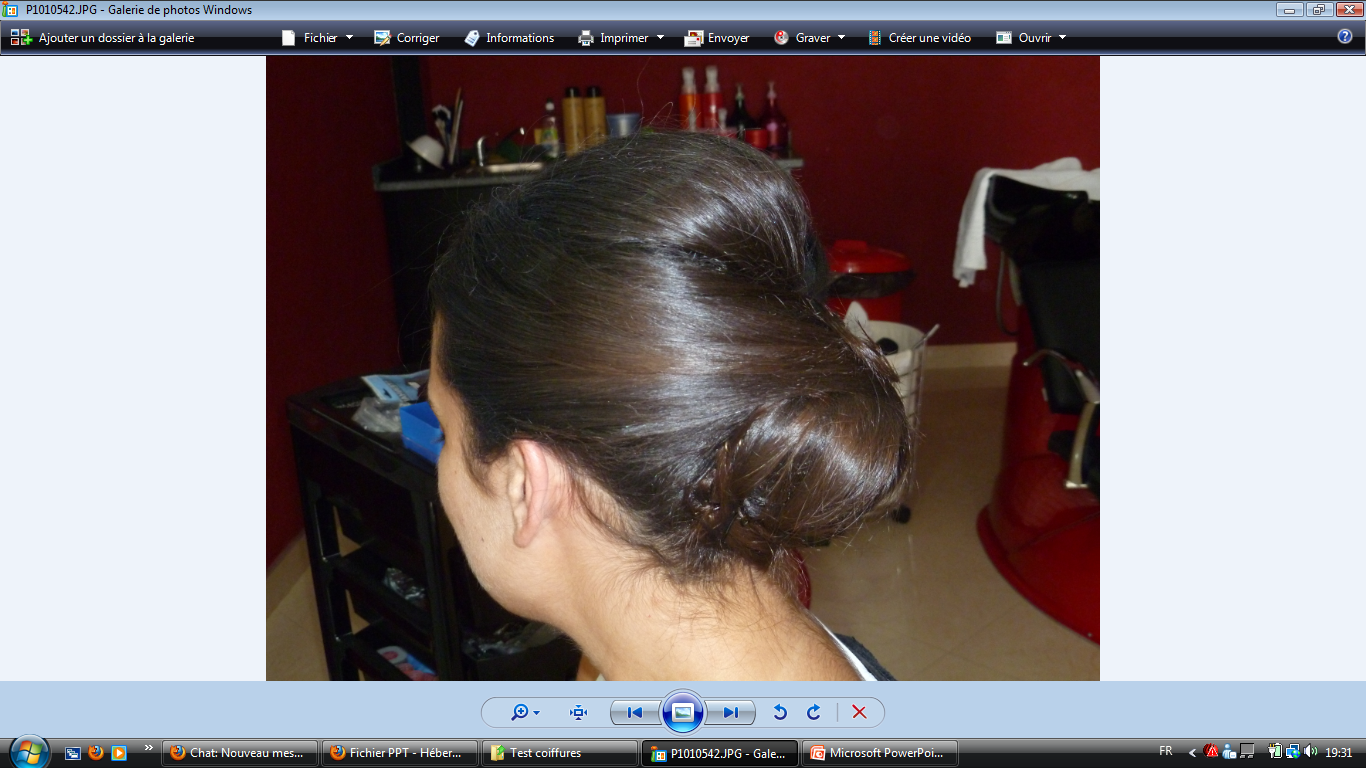 P1010542.JPG - Galerie de photos Windows
Ajouter un dossier à la galerie Fichier Corriger Informations Imprimer Envoyer Graver Créer une vidéo Ouvrir
Chat: Nouveau mes... Fichier PPT - Héber... Test coiffures P1010542.JPG - Gale... Microsoft PowerPoi... FR 19:31